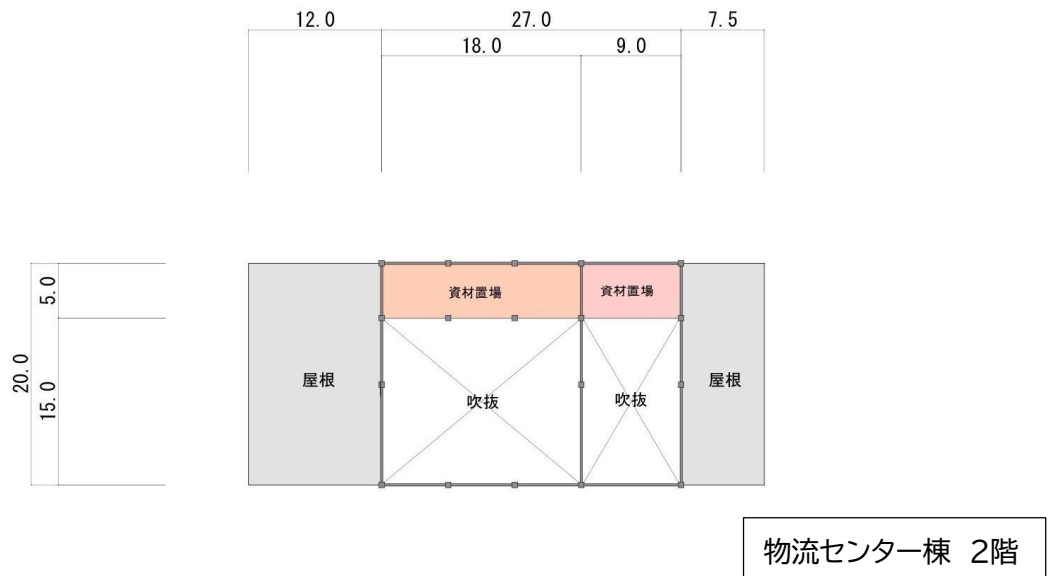 12.0 27.0 7.5
18.0 9.0
5.0
20.0
15.0
資材置場 資材置場
屋根 屋根
吹抜 吹抜
物流センター棟 2階